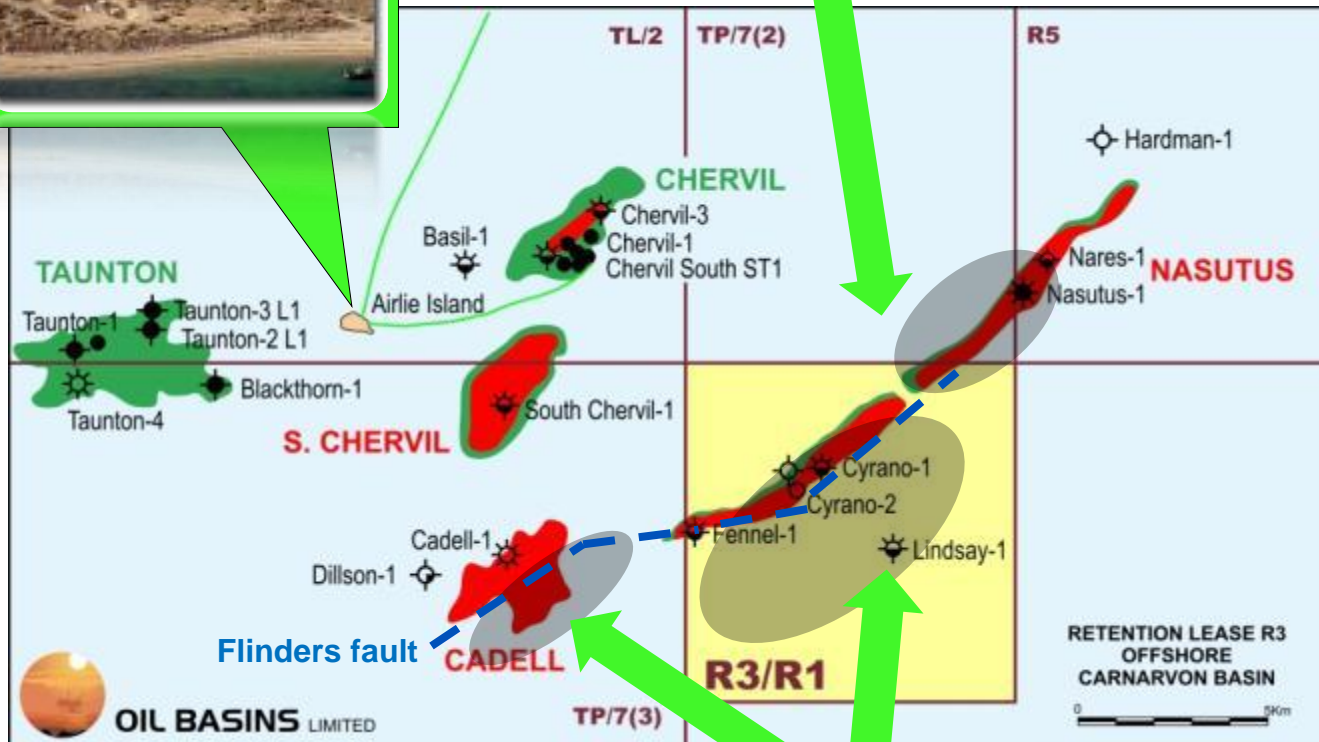 TL/2
TP/7(2)
R5
Hardman-1
CHERVIL
Chervil-3
Basil-1
Chervil-1
Chervil South ST1
Nares-1
NASUTUS
Nasutus-1
TAUNTON
Airlie Island
Taunton-3 L1
Taunton-1
Taunton-2 L1
Blackthorn-1
Taunton-4
South Chervil-1
S. CHERVIL
Cyrano-1
Cyrano-2
Fennel-1
Cadell-1
Lindsay-1
Dillson-1
Flinders fault
CADELL
R3/R1
RETENTION LEASE R3
OFFSHORE
CARNARVON BASIN
0 5Km
OIL BASINS LIMITED
TP/7(3)